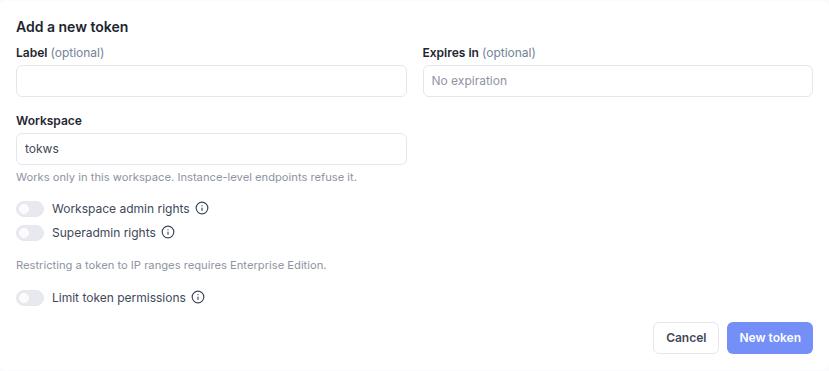 Add a new token
Label (optional)
Expires in (optional)
No expiration
Workspace
tokws
Works only in this workspace. Instance-level endpoints refuse it.
Workspace admin rights
Superadmin rights
Restricting a token to IP ranges requires Enterprise Edition.
Limit token permissions
Cancel
New token